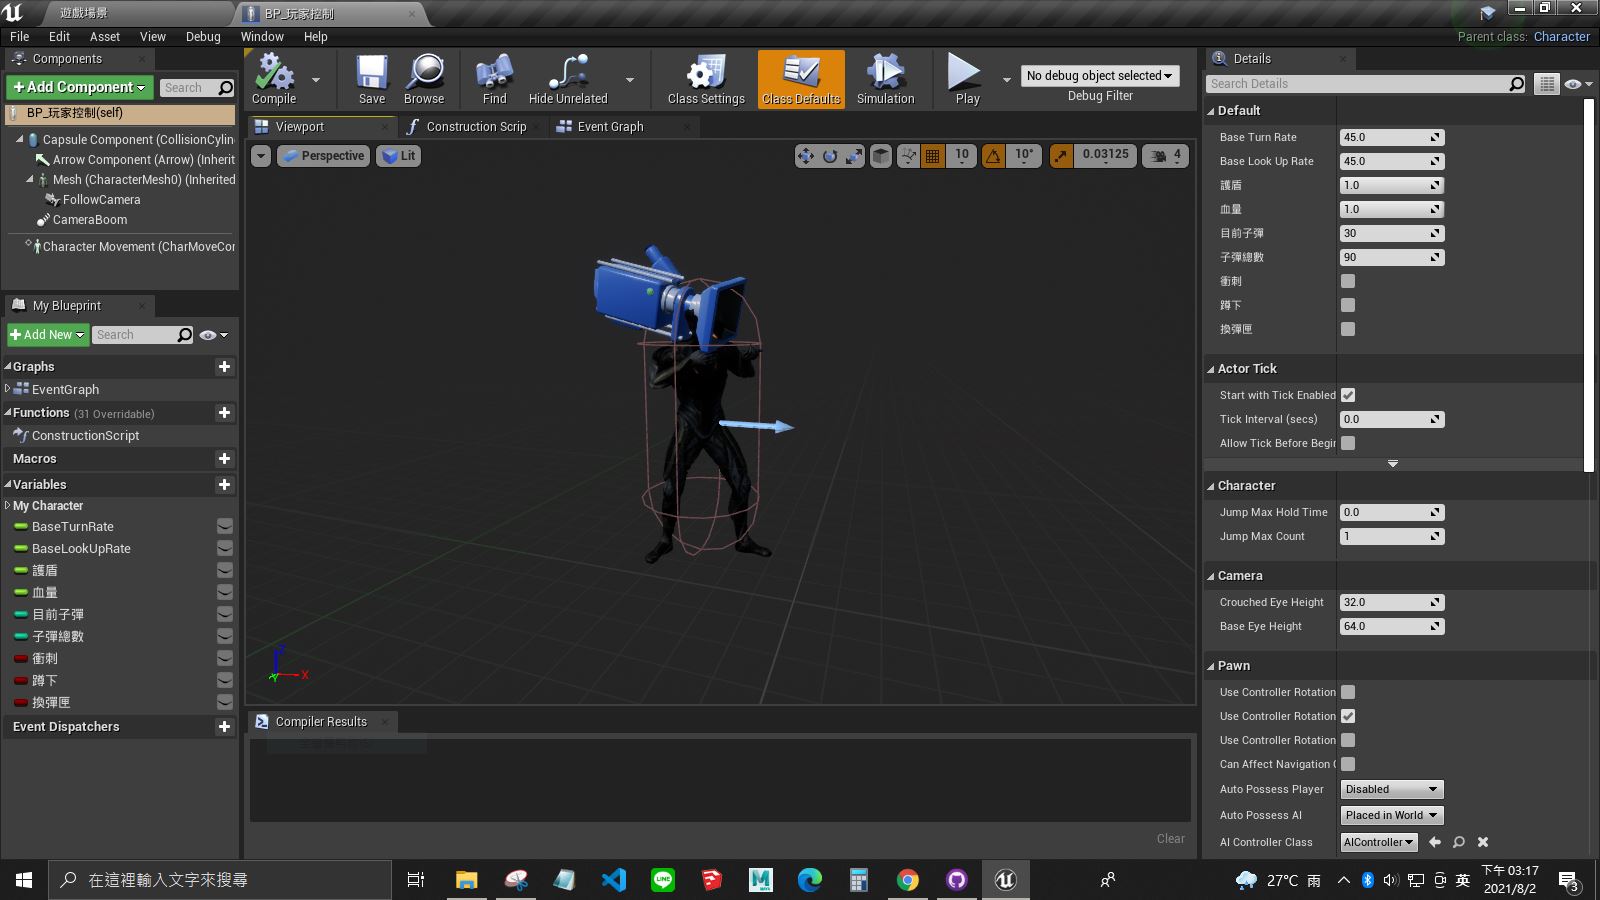 遊戲場景
BP_玩家控制
File Edit Asset View Debug Window Help
Parent class: Character
Components
Add Component
Search
BP_玩家控制(self)
Capsule Component (CollisionCylin
Arrow Component (Arrow) (Inherit
Mesh (CharacterMesh0) (Inherited
FollowCamera
CameraBoom
Character Movement (CharMoveCor
My Blueprint
Add New
Search
Graphs
EventGraph
Functions (31 Overridable)
ConstructionScript
Macros
Variables
My Character
BaseTurnRate
BaseLookUpRate
護盾
血量
目前子彈
子彈總數
衝刺
蹲下
換彈匣
Event Dispatchers
Compile
Save
Browse
Find
Hide Unrelated
Class Settings
Class Defaults
Simulation
Play
No debug object selected
Debug Filter
Viewport
Construction Scrip
Event Graph
Perspective
Lit
10
10°
0.03125
4
Z
X
Y
Compiler Results
Clear
Details
Search Details
Default
Base Turn Rate 45.0
Base Look Up Rate 45.0
護盾 1.0
血量 1.0
目前子彈 30
子彈總數 90
衝刺
蹲下
換彈匣
Actor Tick
Start with Tick Enabled
Tick Interval (secs) 0.0
Allow Tick Before Begin
Character
Jump Max Hold Time 0.0
Jump Max Count 1
Camera
Crouched Eye Height 32.0
Base Eye Height 64.0
Pawn
Use Controller Rotation
Use Controller Rotation
Use Controller Rotation
Can Affect Navigation
Auto Possess Player Disabled
Auto Possess AI Placed in World
AI Controller Class AIController
在這裡輸入文字來搜尋
LINE
27°C 雨
英
下午 03:17
2021/8/2
3